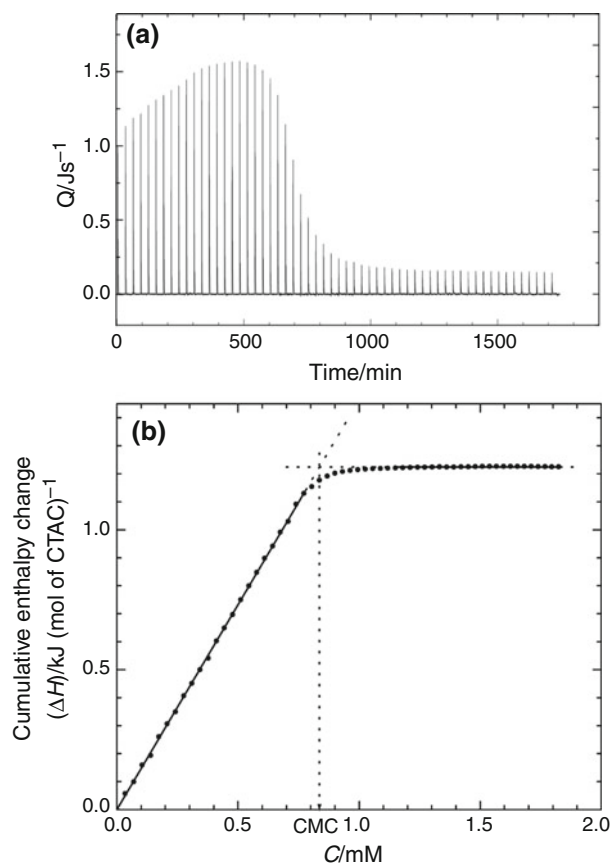 (a)
1.5
1.0
0.5
0.0
Q/Js⁻¹
0 500 1000 1500
Time/min
(b)
1.0
0.5
0.0
Cumulative enthalpy change
(ΔH)/kJ (mol of CTAC)⁻¹
0.0 0.5 CMC 1.0 1.5 2.0
C/mM